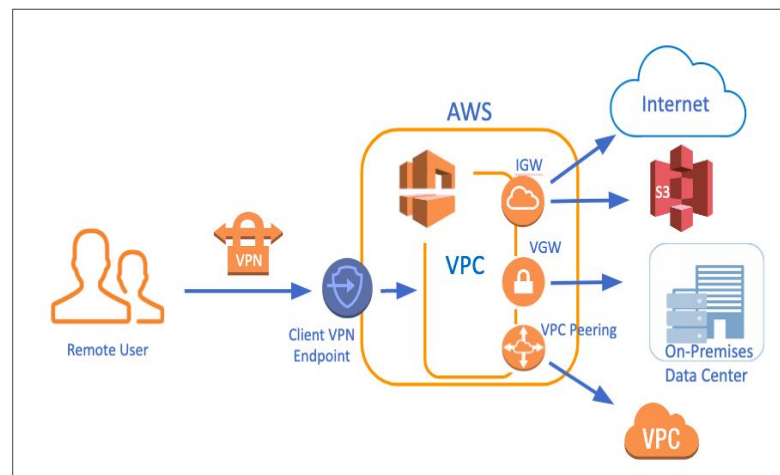 AWS
Internet
IGW
S3
VPN
VPC
VGW
Remote User
Client VPN
Endpoint
VPC Peering
On-Premises
Data Center
VPC